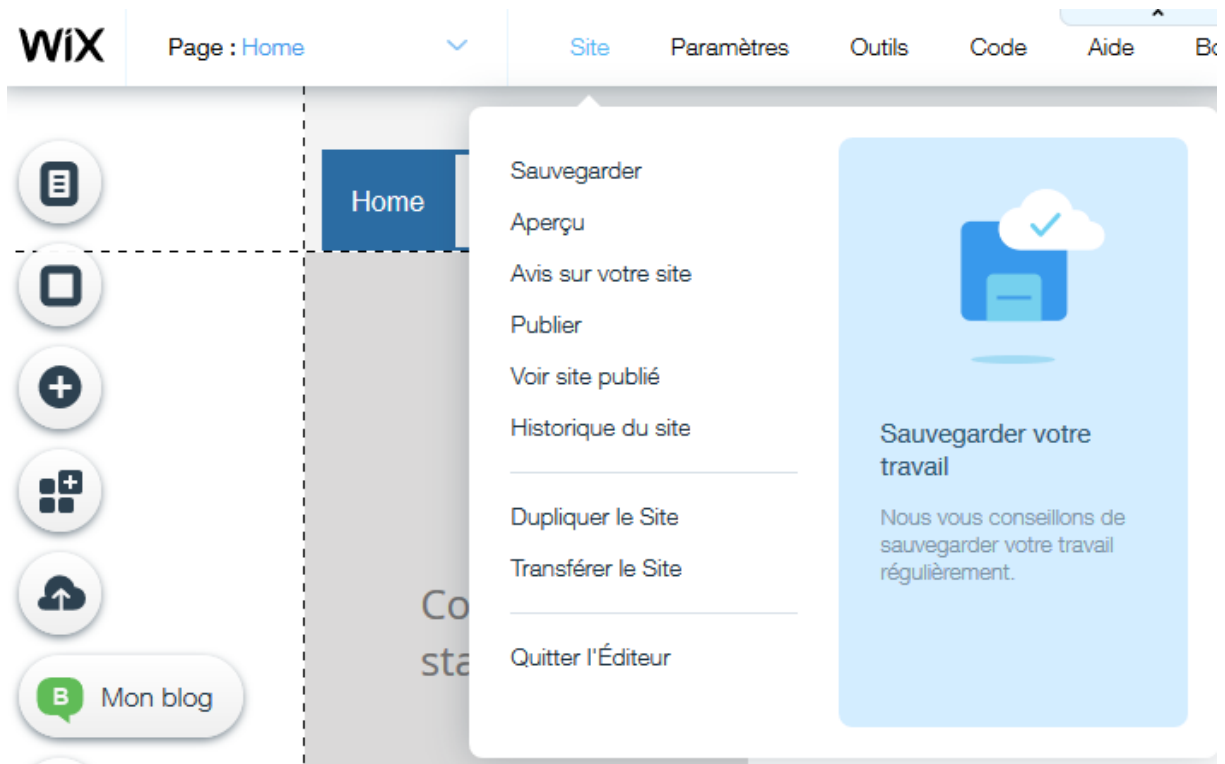 WiX Page : Home Site Paramètres Outils Code Aide
Home
Sauvegarder
Aperçu
Avis sur votre site
Publier
Voir site publié
Historique du site
Dupliquer le Site
Transférer le Site
Quitter l'Éditeur
Sauvegarder votre
travail
Nous vous conseillons de
sauvegarder votre travail
régulièrement.
Co
sta
B Mon blog